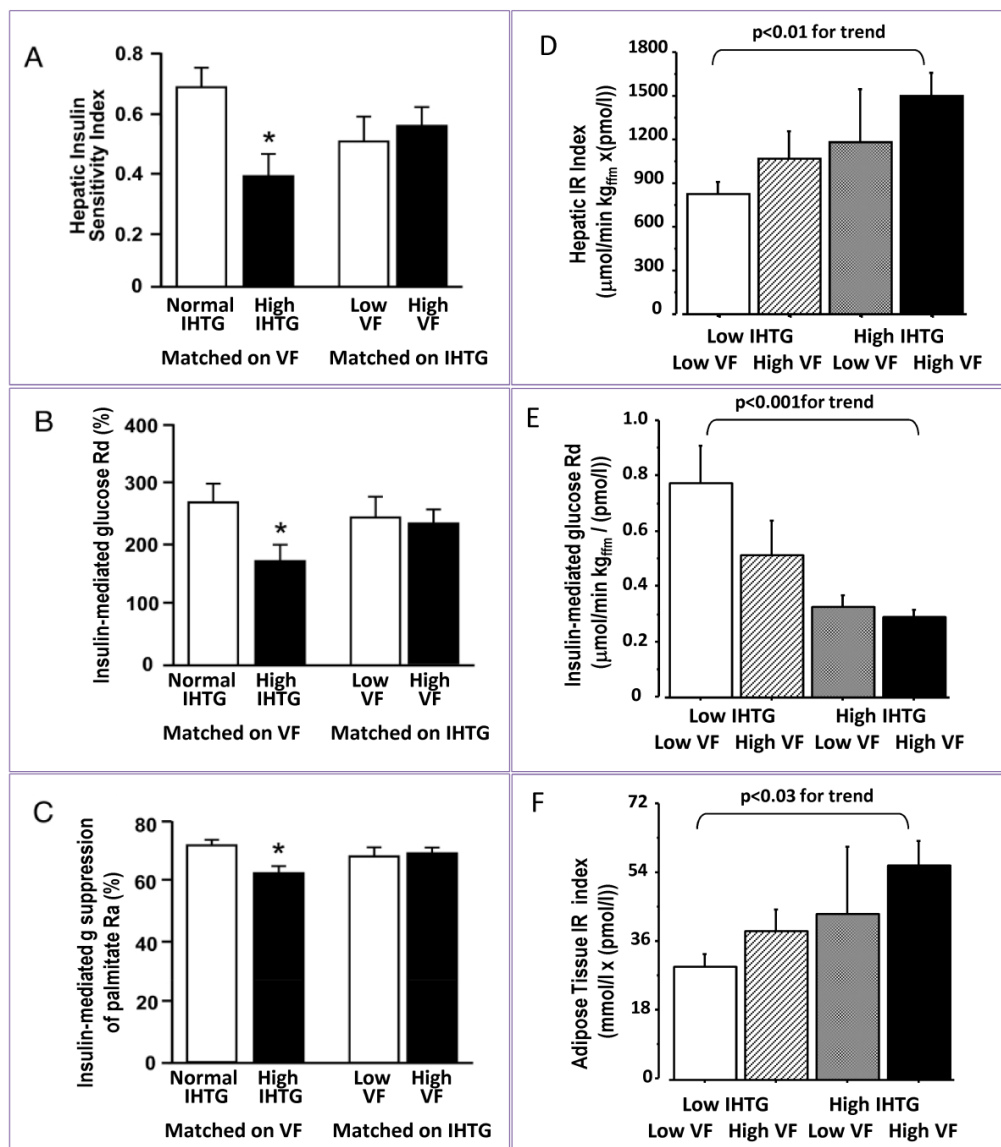 A
Hepatic Insulin
Sensitivity Index
0.8
0.6
0.4
0.2
0
*
Normal IHTG
High IHTG
Low VF
High VF
Matched on VF
Matched on IHTG
B
Insulin-mediated glucose Rd (%)
400
300
200
100
0
*
Normal IHTG
High IHTG
Low VF
High VF
Matched on VF
Matched on IHTG
C
Insulin-mediated g suppression
of palmitate Ra (%)
80
60
40
20
0
*
Normal IHTG
High IHTG
Low VF
High VF
Matched on VF
Matched on IHTG
D
p<0.01 for trend
Hepatic IR Index
(μmol/min kgffm x(pmol/l))
1800
1500
1200
900
600
300
0
Low IHTG
High IHTG
Low VF High VF Low VF High VF
E
p<0.001for trend
Insulin-mediated glucose Rd
(μmol/min kgffm / (pmol/l))
1.0
0.8
0.6
0.4
0.2
0
Low IHTG
High IHTG
Low VF High VF Low VF High VF
F
p<0.03 for trend
Adipose Tissue IR index
(mmol/l x (pmol/l))
72
54
36
18
0
Low IHTG
High IHTG
Low VF High VF Low VF High VF